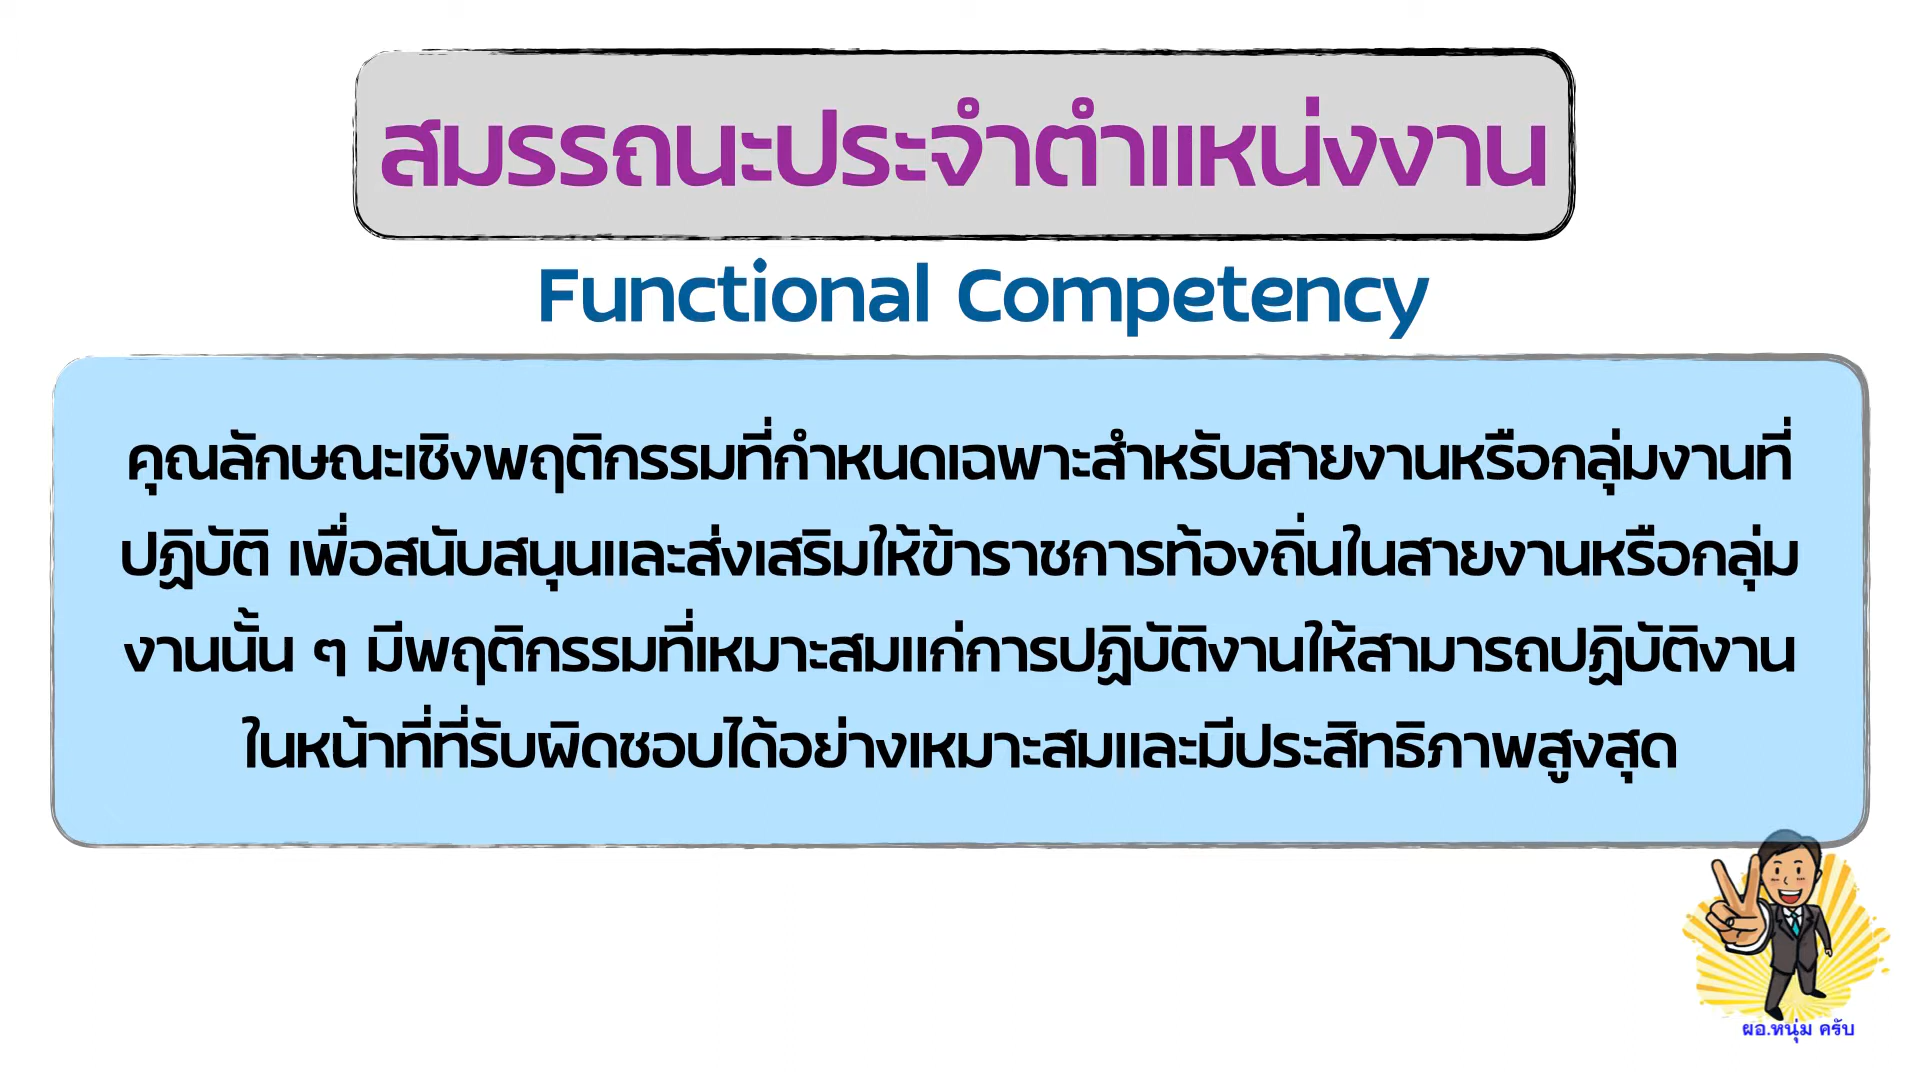 สมรรถนะประจำตำแหน่งงาน
Functional Competency
คุณลักษณะเชิงพฤติกรรมที่กำหนดเฉพาะสำหรับสายงานหรือกลุ่มงานที่
ปฏิบัติ เพื่อสนับสนุนและส่งเสริมให้ข้าราชการท้องถิ่นในสายงานหรือกลุ่ม
งานนั้น ๆ มีพฤติกรรมที่เหมาะสมแก่การปฏิบัติงานให้สามารถปฏิบัติงาน
ในหน้าที่ที่รับผิดชอบได้อย่างเหมาะสมและมีประสิทธิภาพสูงสุด
ผอ.หนุ่ม ครับ